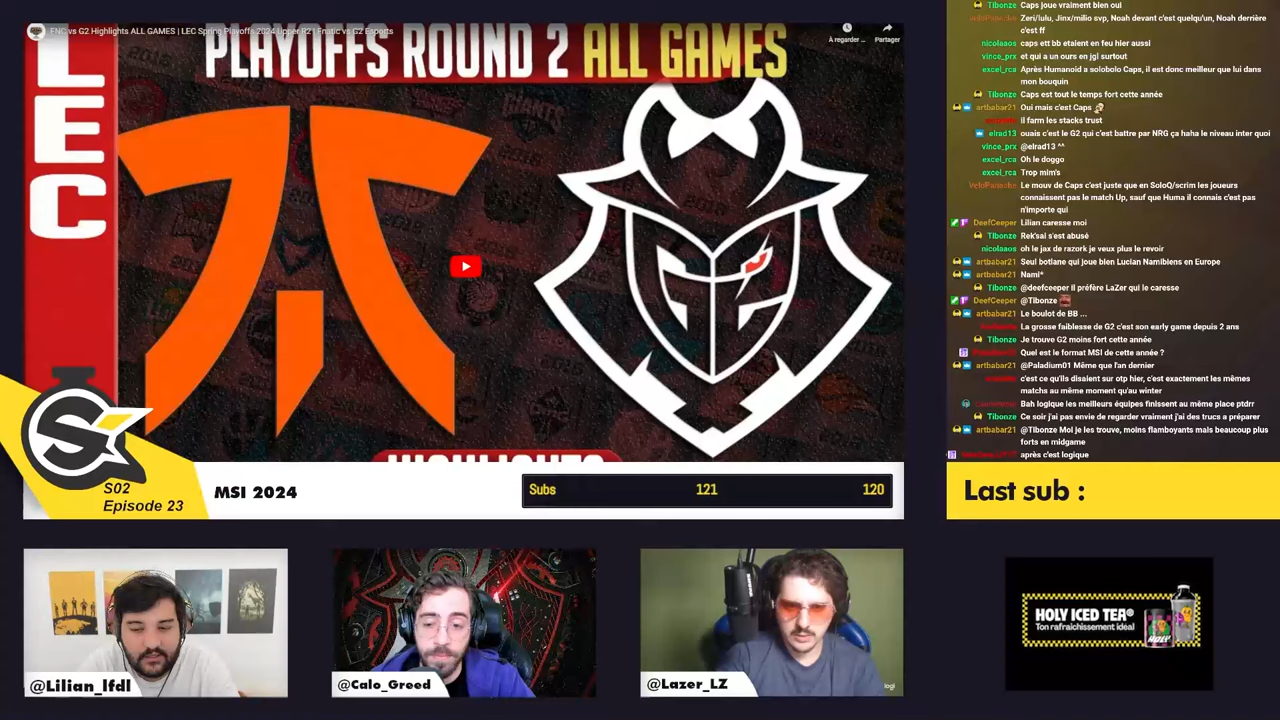 FNC vs G2 Highlights ALL GAMES | LEC Spring Playoffs 2024 Upper R2 | Fnatic vs G2 Esports
À regarder ...
Partager
PLAYOFFS ROUND 2 ALL GAMES
LEC
G2
HIGHLIGHTS
S02
Episode 23
MSI 2024
Subs 121 120
Tibonze Caps joue vraiment bien oui
VeloPanache Zeri/lulu, Jinx/milio svp, Noah devant c'est quelqu'un, Noah derrière
c'est ff
nicolaaos caps ett bb etaient en feu hier aussi
vince_prx et qui a un ours en jgl surtout
excel_rca Après Humanoid a solobolo Caps, il est donc meilleur que lui dans
mon bouquin
Tibonze Caps est tout le temps fort cette année
artbabar21 Oui mais c'est Caps
il farm les stacks trust
elrad13 ouais c'est le G2 qui c'est battre par NRG ça haha le niveau inter quoi
vince_prx @elrad13 ^^
excel_rca Oh le doggo
excel_rca Trop mim's
VeloPanache Le mouv de Caps c'est juste que en SoloQ/scrim les joueurs
connaissent pas le match Up, sauf que Huma il connais c'est pas
n'importe qui
DeefCeeper Lilian caresse moi
Tibonze Rek'sai s'est abusé
nicolaaos oh le jax de razork je veux plus le revoir
artbabar21 Seul botlane qui joue bien Lucian Namibiens en Europe
artbabar21 Nami*
Tibonze @deefceeper il préfère LaZer qui le caresse
DeefCeeper @Tibonze
artbabar21 Le boulot de BB ...
La grosse faiblesse de G2 c'est son early game depuis 2 ans
Tibonze Je trouve G2 moins fort cette année
Quel est le format MSI de cette année ?
artbabar21 @Paladium01 Même que l'an dernier
c'est ce qu'ils disaient sur otp hier, c'est exactement les mêmes
matchs au même moment qu'au winter
Bah logique les meilleurs équipes finissent au même place ptdrr
Tibonze Ce soir j'ai pas envie de regarder vraiment j'ai des trucs a préparer
artbabar21 @Tibonze Moi je les trouve, moins flamboyants mais beaucoup plus
forts en midgame
après c'est logique
Last sub :
@Lilian_lfdl
@Calo_Greed
@Lazer_LZ
logi
HOLY ICED TEA®
Ton rafraichissement idéal
HOLY